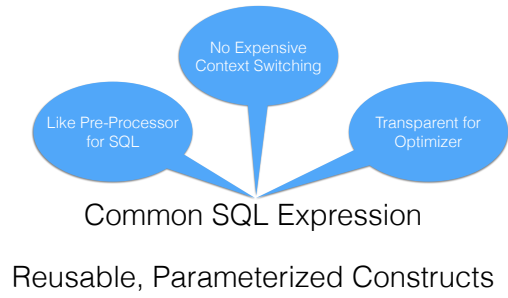 No Expensive
Context Switching
Like Pre-Processor
for SQL
Transparent for
Optimizer
Common SQL Expression
Reusable, Parameterized Constructs